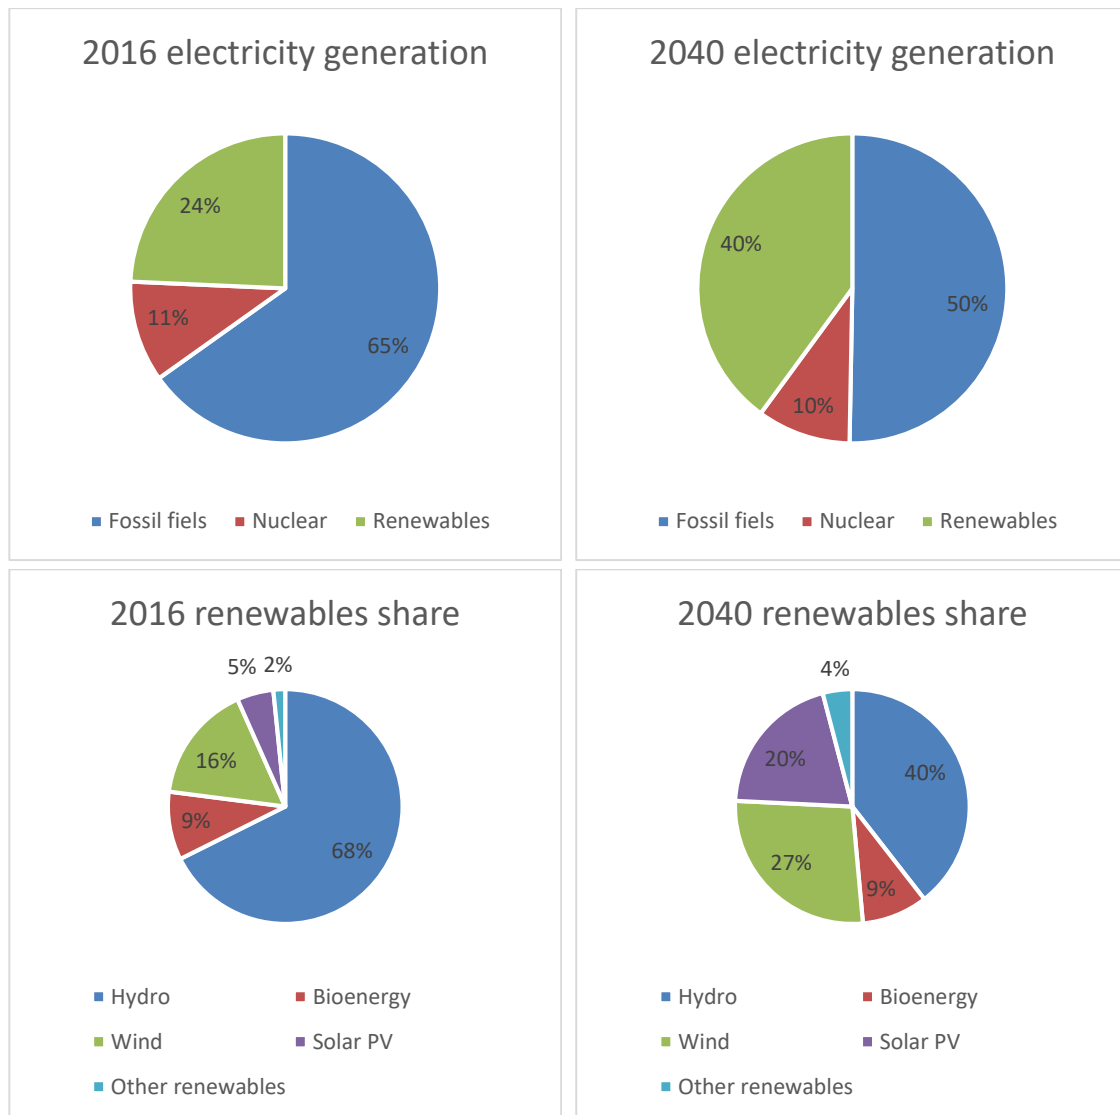 2016 electricity generation
24%
11%
65%
Fossil fiels Nuclear Renewables
2040 electricity generation
40%
50%
10%
Fossil fiels Nuclear Renewables
2016 renewables share
5% 2%
16%
9%
68%
Hydro Bioenergy
Wind Solar PV
Other renewables
2040 renewables share
4%
20%
40%
27%
9%
Hydro Bioenergy
Wind Solar PV
Other renewables